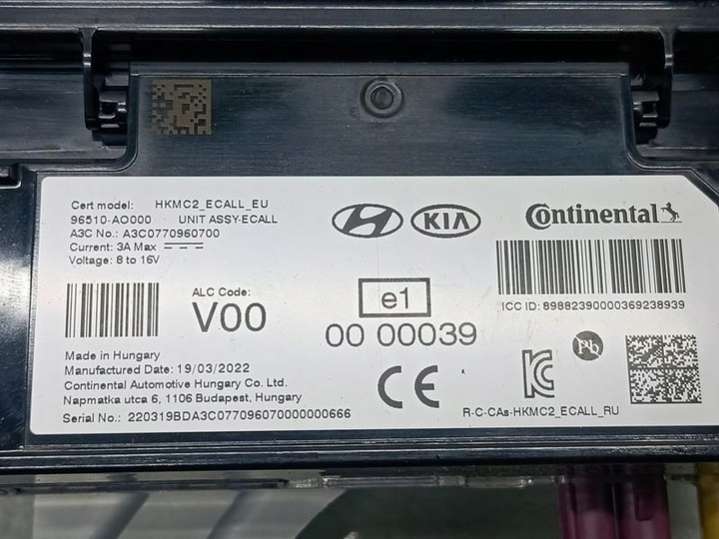 Cert model: HKMC2_ECALL_EU
96510-AO000 UNIT ASSY-ECALL
A3C No.: A3C0770960700
Current: 3A Max
Voltage: 8 to 16V
KIA
Continental
ICC ID: 89882390000369238939
ALC Code:
V00
e1
00 00039
Made in Hungary
Manufactured Date: 19/03/2022
Continental Automotive Hungary Co. Ltd.
Napmatka utca 6, 1106 Budapest, Hungary
Serial No.: 220319BDA3C0770960700000000666
CE
Pb
R-C-CAs-HKMC2_ECALL_RU